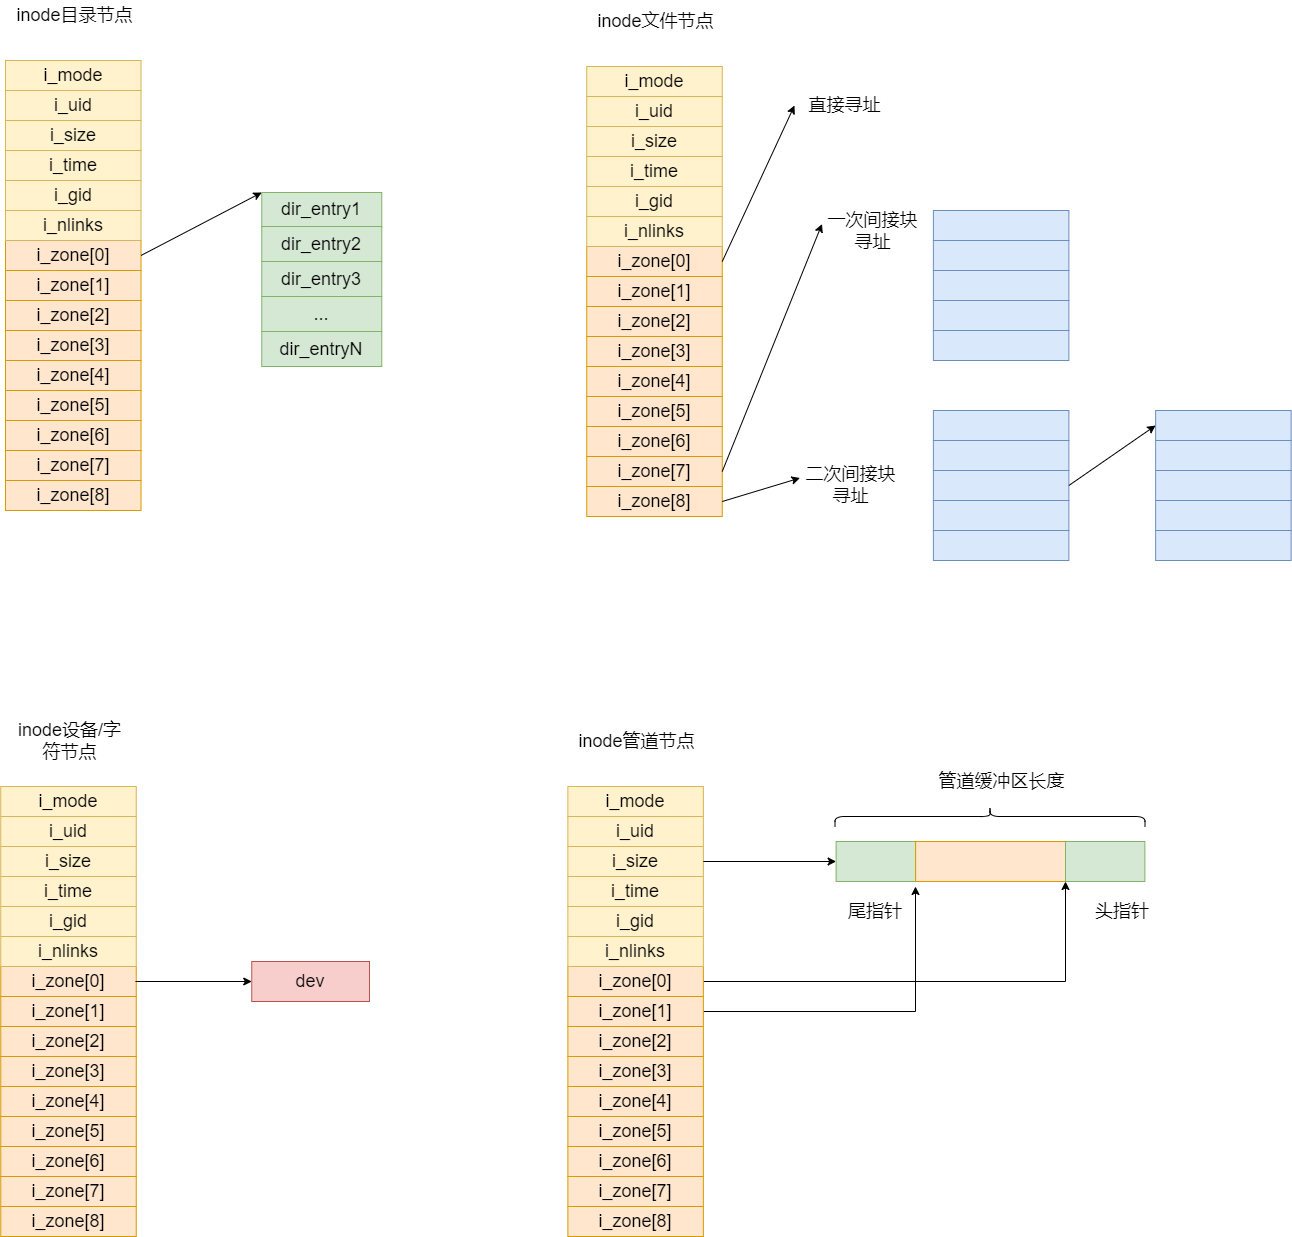 inode目录节点
i_mode
i_uid
i_size
i_time
i_gid
i_nlinks
i_zone[0]
i_zone[1]
i_zone[2]
i_zone[3]
i_zone[4]
i_zone[5]
i_zone[6]
i_zone[7]
i_zone[8]
dir_entry1
dir_entry2
dir_entry3
...
dir_entryN
inode文件节点
i_mode
i_uid
i_size
i_time
i_gid
i_nlinks
i_zone[0]
i_zone[1]
i_zone[2]
i_zone[3]
i_zone[4]
i_zone[5]
i_zone[6]
i_zone[7]
i_zone[8]
直接寻址
一次间接块
寻址
二次间接块
寻址
inode设备/字
符节点
i_mode
i_uid
i_size
i_time
i_gid
i_nlinks
i_zone[0]
i_zone[1]
i_zone[2]
i_zone[3]
i_zone[4]
i_zone[5]
i_zone[6]
i_zone[7]
i_zone[8]
dev
inode管道节点
i_mode
i_uid
i_size
i_time
i_gid
i_nlinks
i_zone[0]
i_zone[1]
i_zone[2]
i_zone[3]
i_zone[4]
i_zone[5]
i_zone[6]
i_zone[7]
i_zone[8]
管道缓冲区长度
尾指针
头指针